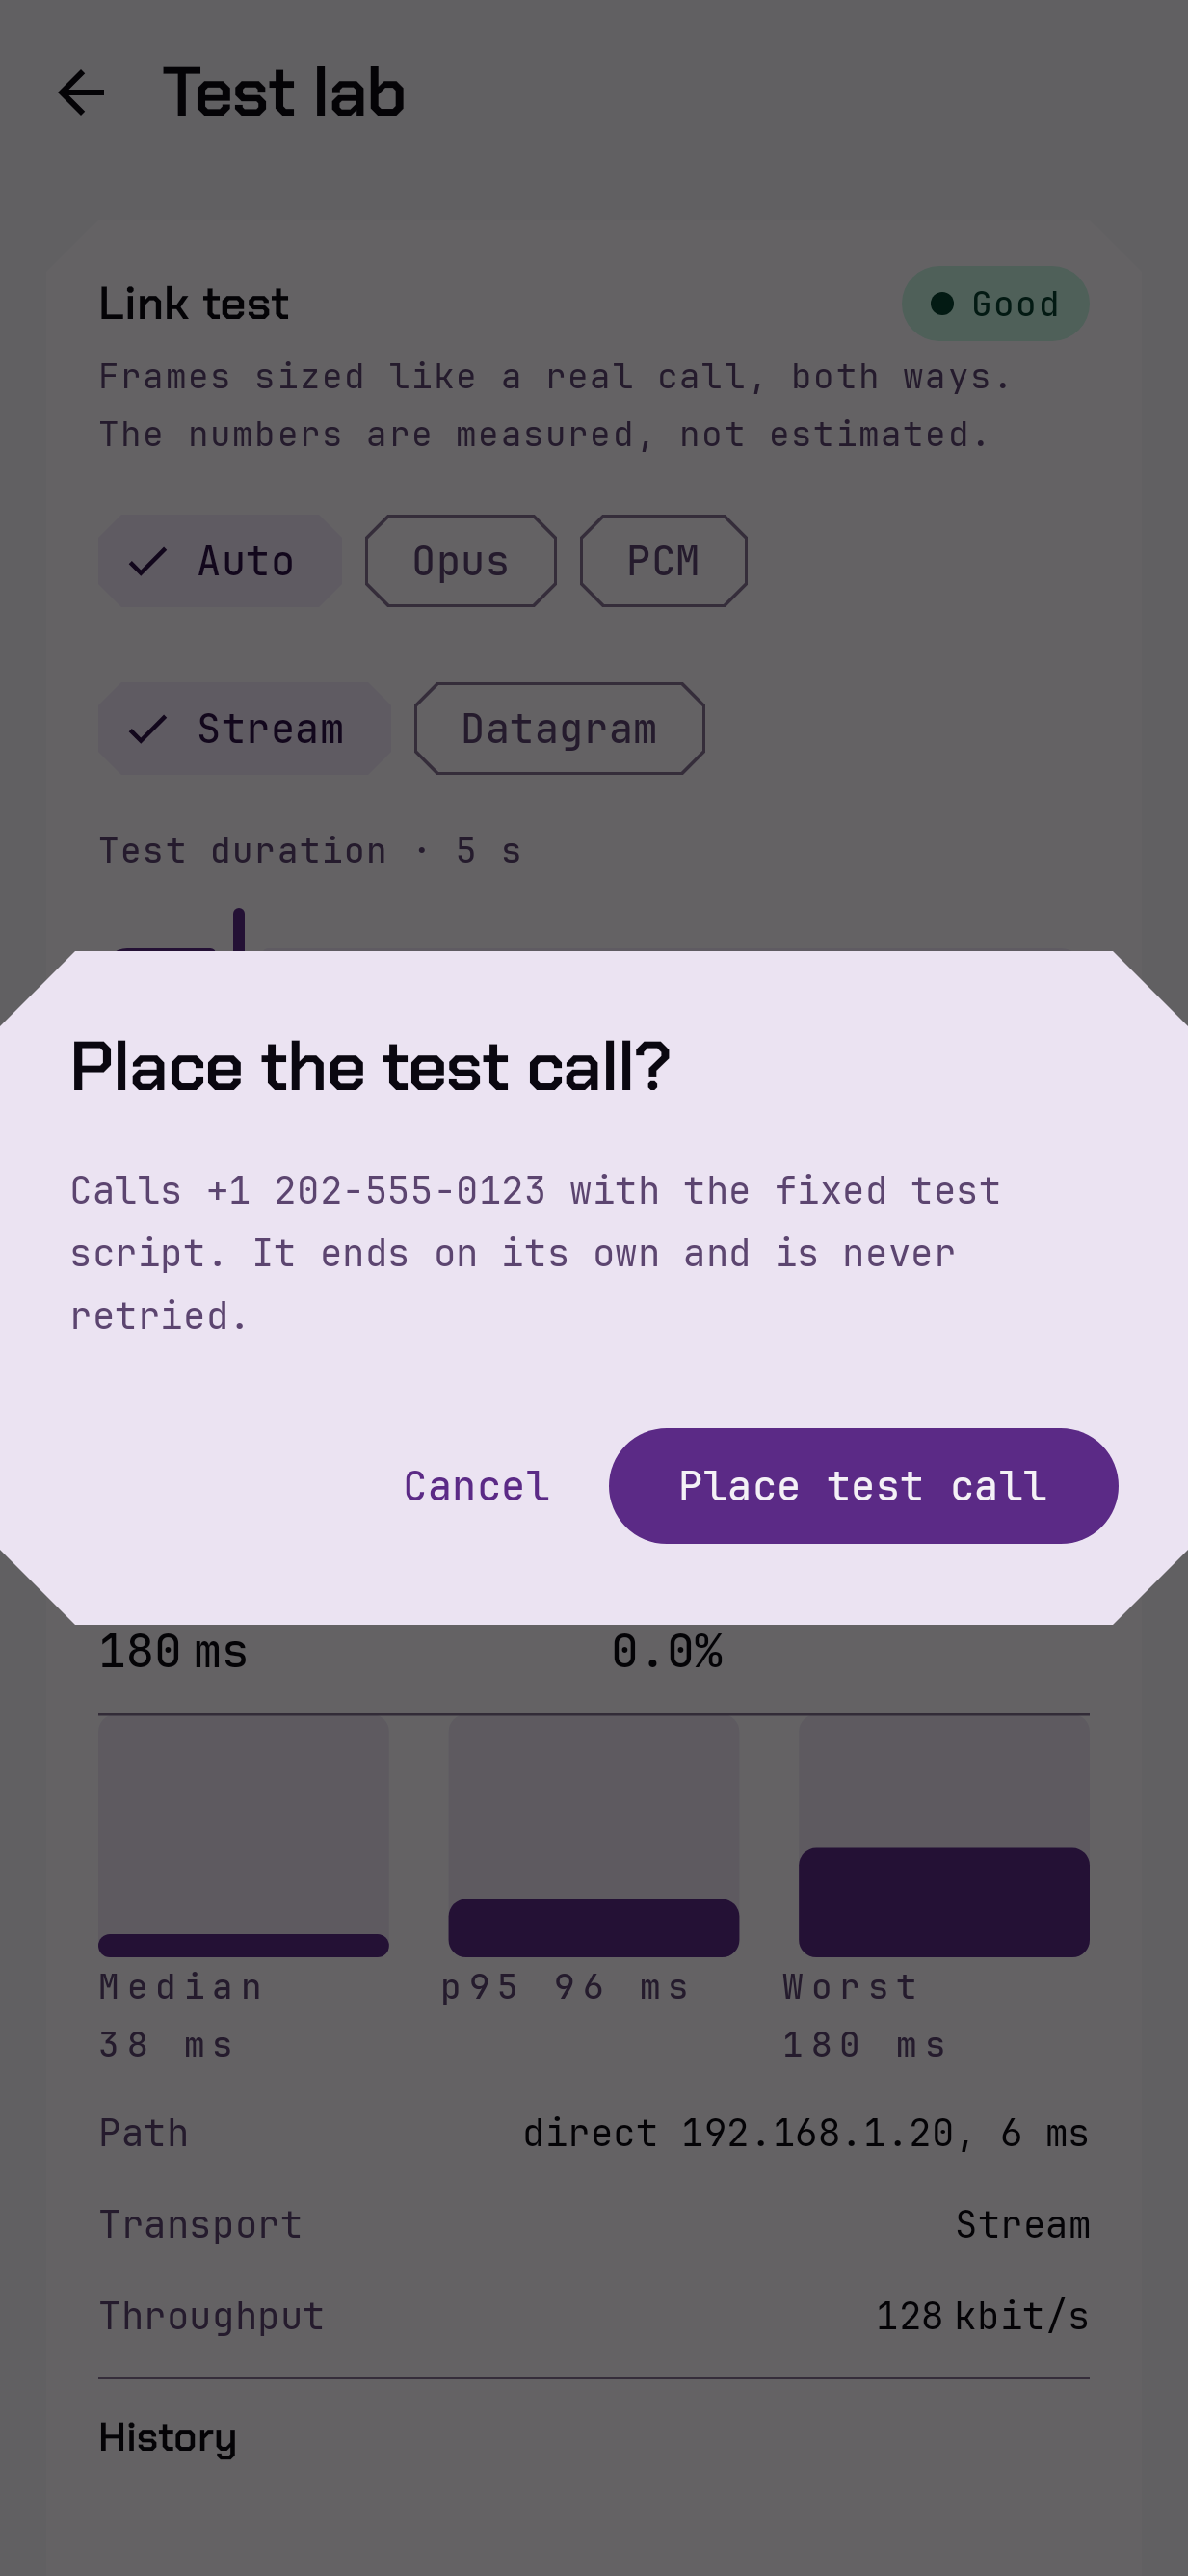 Test lab
Link test
Good
Frames sized like a real call, both ways.
The numbers are measured, not estimated.
Auto
Opus
PCM
Stream
Datagram
Test duration · 5 s
Place the test call?
Calls +1 202-555-0123 with the fixed test
script. It ends on its own and is never
retried.
Cancel
Place test call
180 ms
0.0%
Median
38 ms
p95 96 ms
Worst
180 ms
Path
direct 192.168.1.20, 6 ms
Transport
Stream
Throughput
128 kbit/s
History